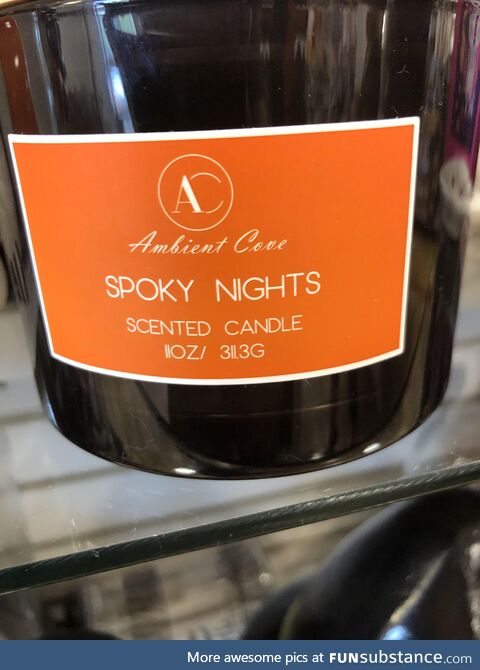 AC
Ambient Cove
SPOKY NIGHTS
SCENTED CANDLE
11OZ/ 311.3G
More awesome pics at FUNsubstance.com